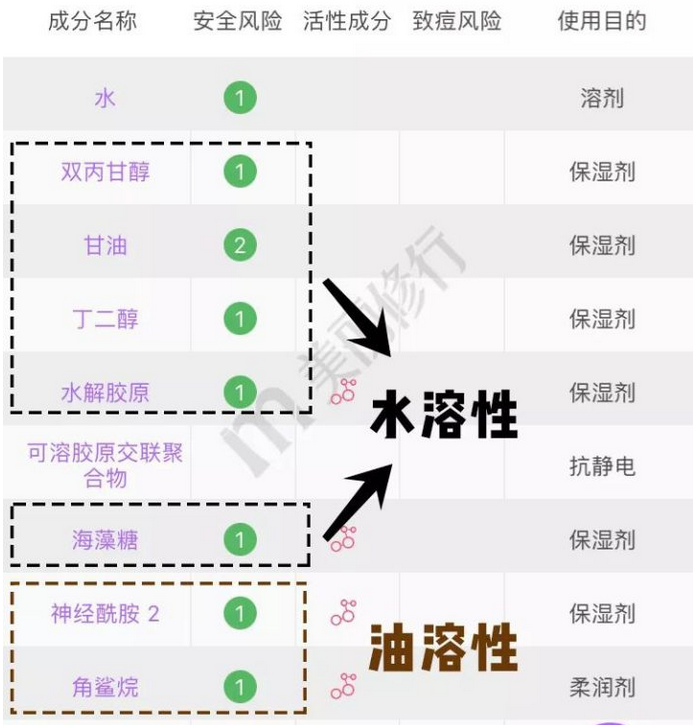 成分名称 安全风险 活性成分 致痘风险 使用目的
水 1 溶剂
双丙甘醇 1 保湿剂
甘油 2 保湿剂
丁二醇 1 保湿剂
水解胶原 1 保湿剂
水溶性
可溶胶原交联聚
合物 抗静电
海藻糖 1 保湿剂
神经酰胺 2 1 保湿剂
油溶性
角鲨烷 1 柔润剂
m 美丽修行